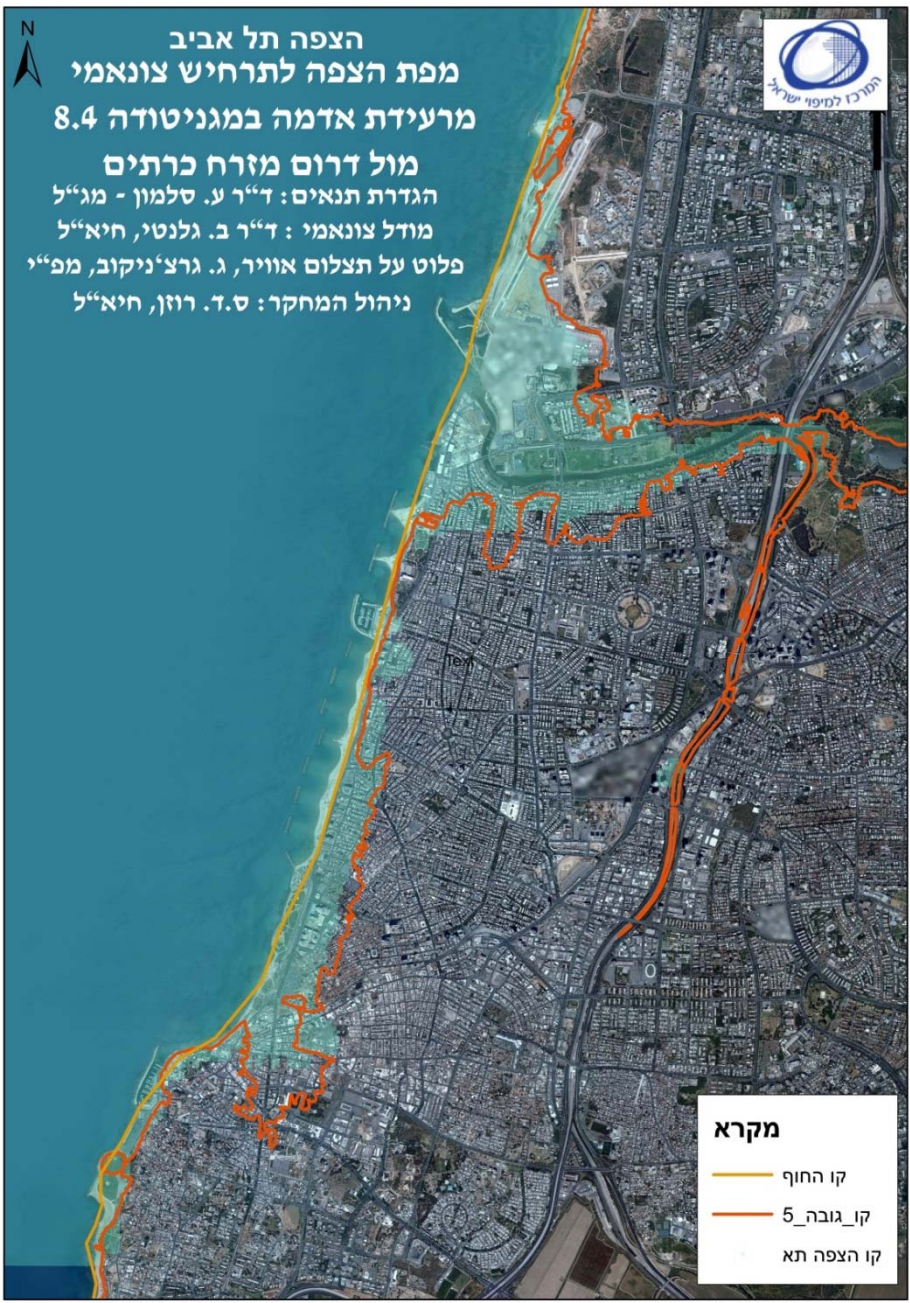 N
הצפה תל אביב
מפת הצפה לתרחיש צונאמי
מרעידת אדמה במגניטודה 8.4
מול דרום מזרח כרתים
הגדרת תנאים: ד"ר ע. סלמון - מג"ל
מודל צונאמי : ד"ר ב. גלנטי, חיא"ל
פלוט על תצלום אוויר, ג. גרצ'ניקוב, מפ"י
ניהול המחקר: ס.ד. רוזן, חיא"ל
המרכז למיפוי ישראל
Text
מקרא
קו החוף
קו_גובה_5
קו הצפה תא